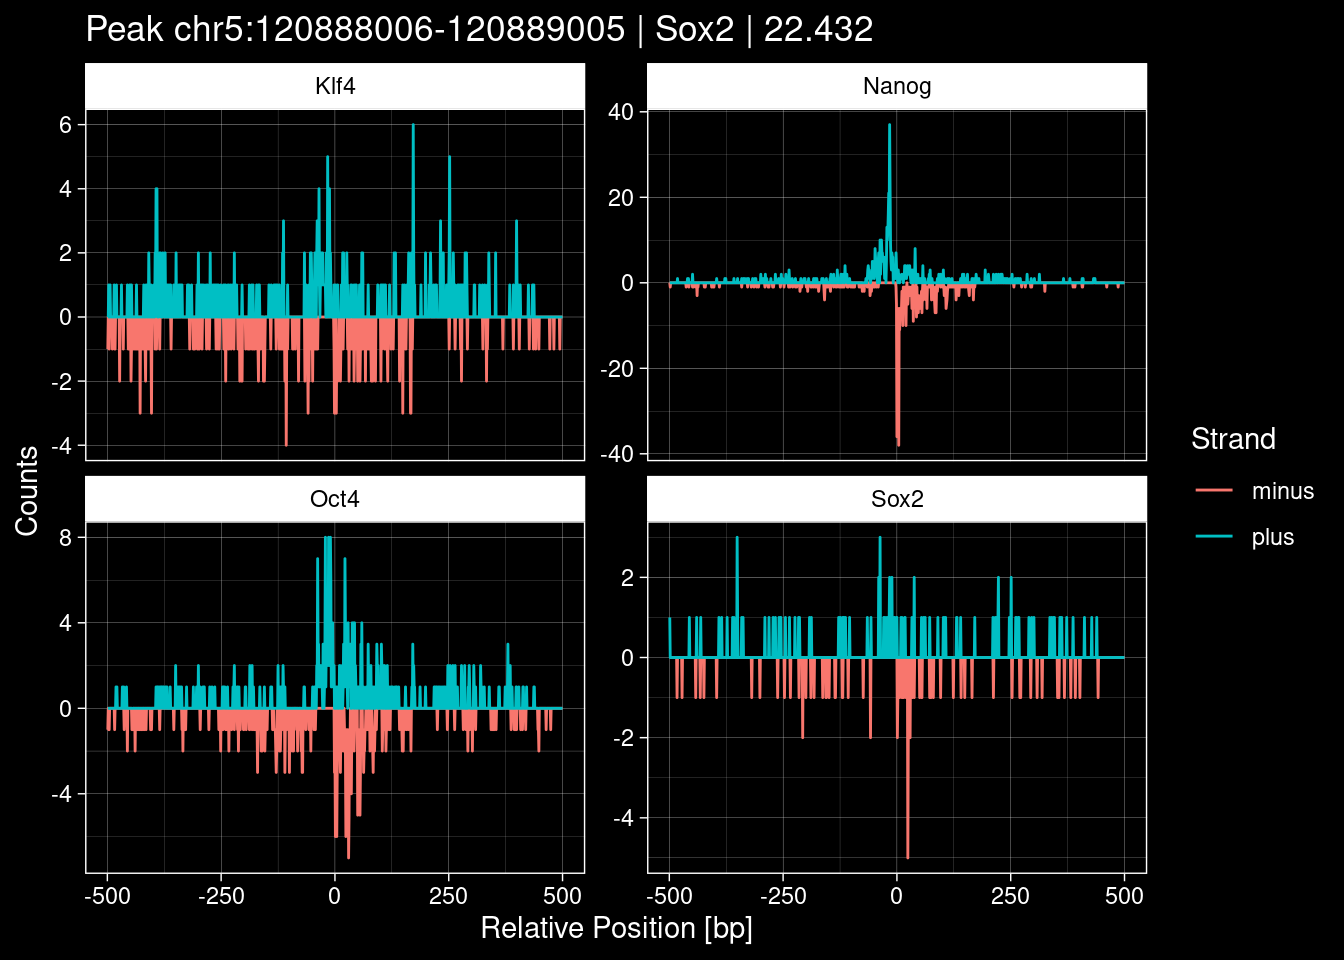 Peak chr5:120888006-120889005 | Sox2 | 22.432
Klf4
Nanog
6
4
2
0
-2
-4
40
20
0
-20
-40
Counts
Strand
minus
plus
Oct4
Sox2
8
4
0
-4
2
0
-2
-4
-500 -250 0 250 500
-500 -250 0 250 500
Relative Position [bp]